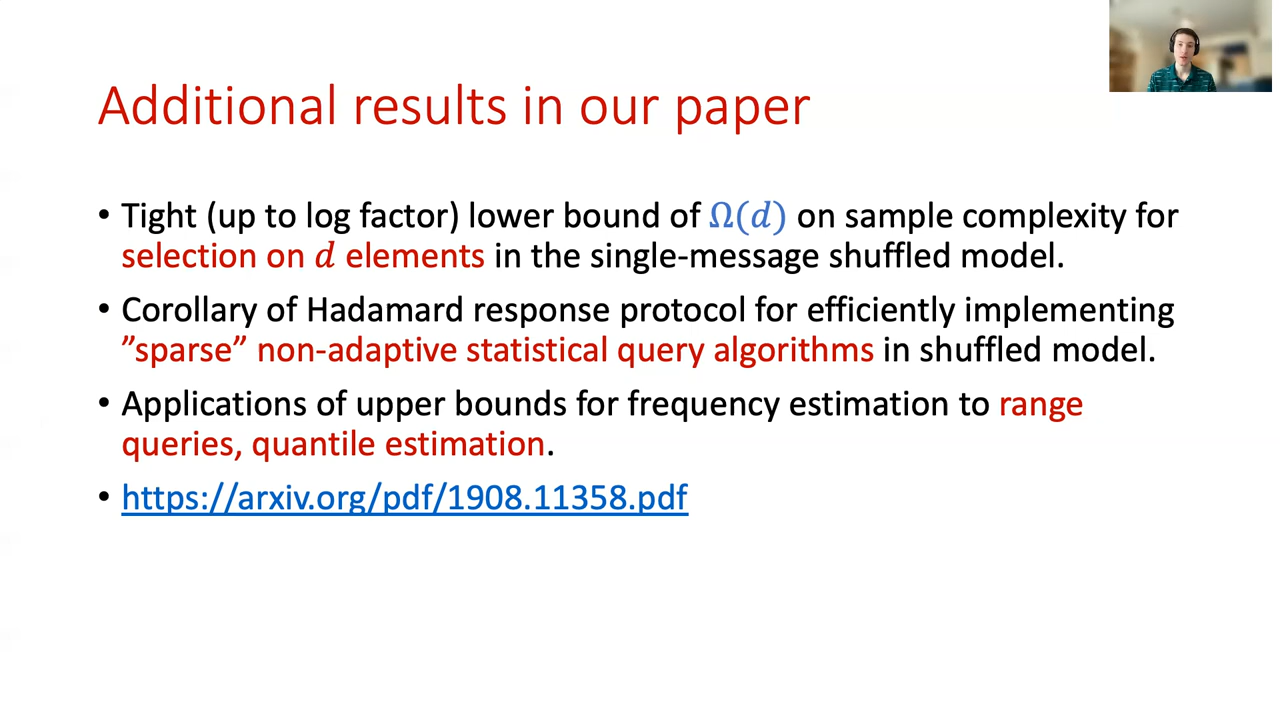 Additional results in our paper
• Tight (up to log factor) lower bound of Ω(d) on sample complexity for
selection on d elements in the single-message shuffled model.
• Corollary of Hadamard response protocol for efficiently implementing
”sparse” non-adaptive statistical query algorithms in shuffled model.
• Applications of upper bounds for frequency estimation to range
queries, quantile estimation.
• https://arxiv.org/pdf/1908.11358.pdf